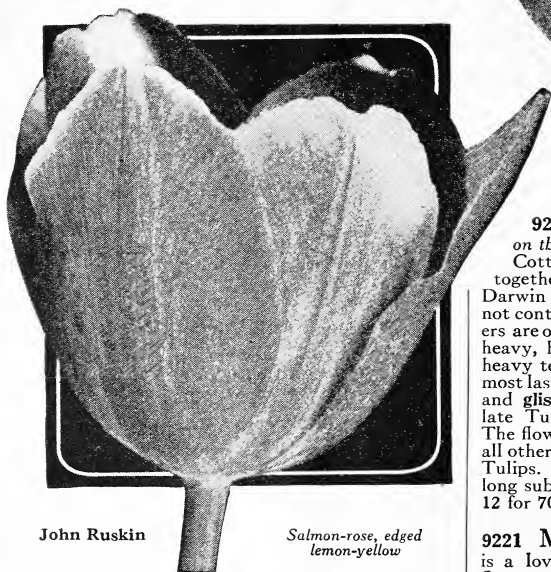 John Ruskin
Salmon-rose, edged
lemon-yellow
92
on th
Cott
togethe
Darwin
not cont
ers are o
heavy, h
heavy te
most las
and glis
late Tu
The flow
all other
Tulips.
long sub
12 for 70
9221 M
is a lov